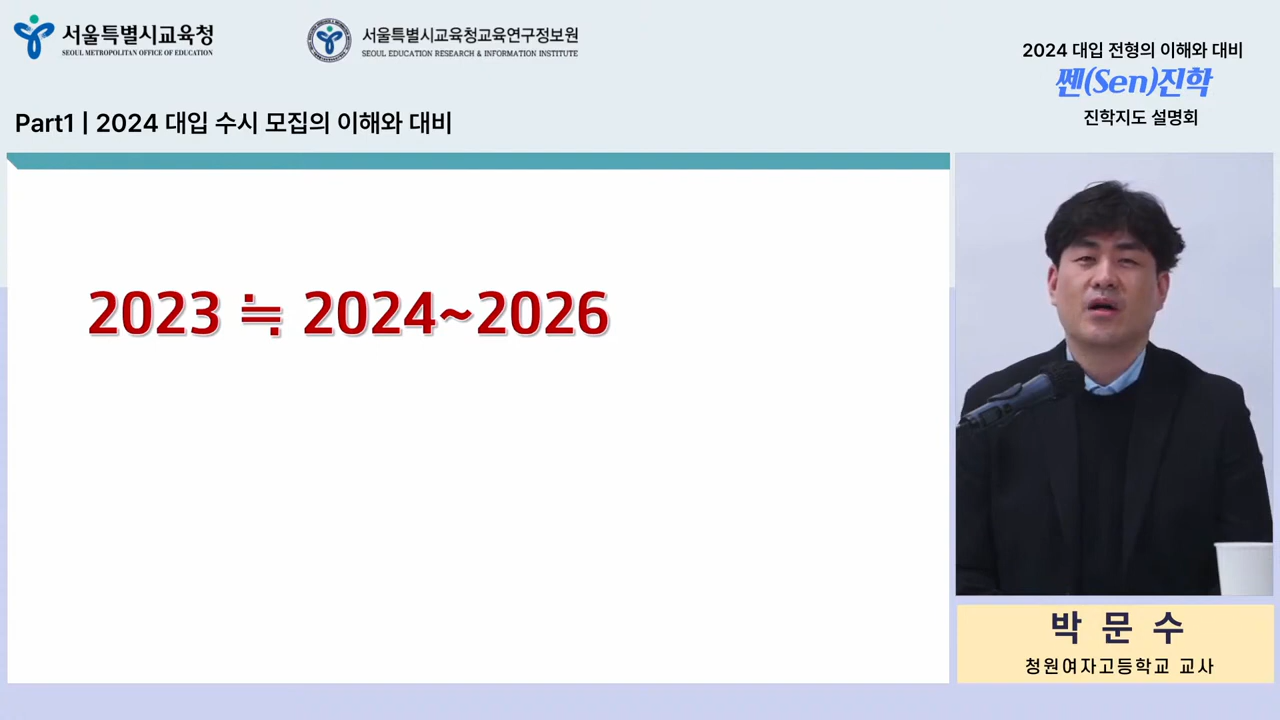 서울특별시교육청
SEOUL METROPOLITAN OFFICE OF EDUCATION
서울특별시교육청교육연구정보원
SEOUL EDUCATION RESEARCH & INFORMATION INSTITUTE
2024 대입 전형의 이해와 대비
쎈(Sen)진학
진학지도 설명회
Part1 | 2024 대입 수시 모집의 이해와 대비
2023 ≒ 2024~2026
박 문 수
청원여자고등학교 교사